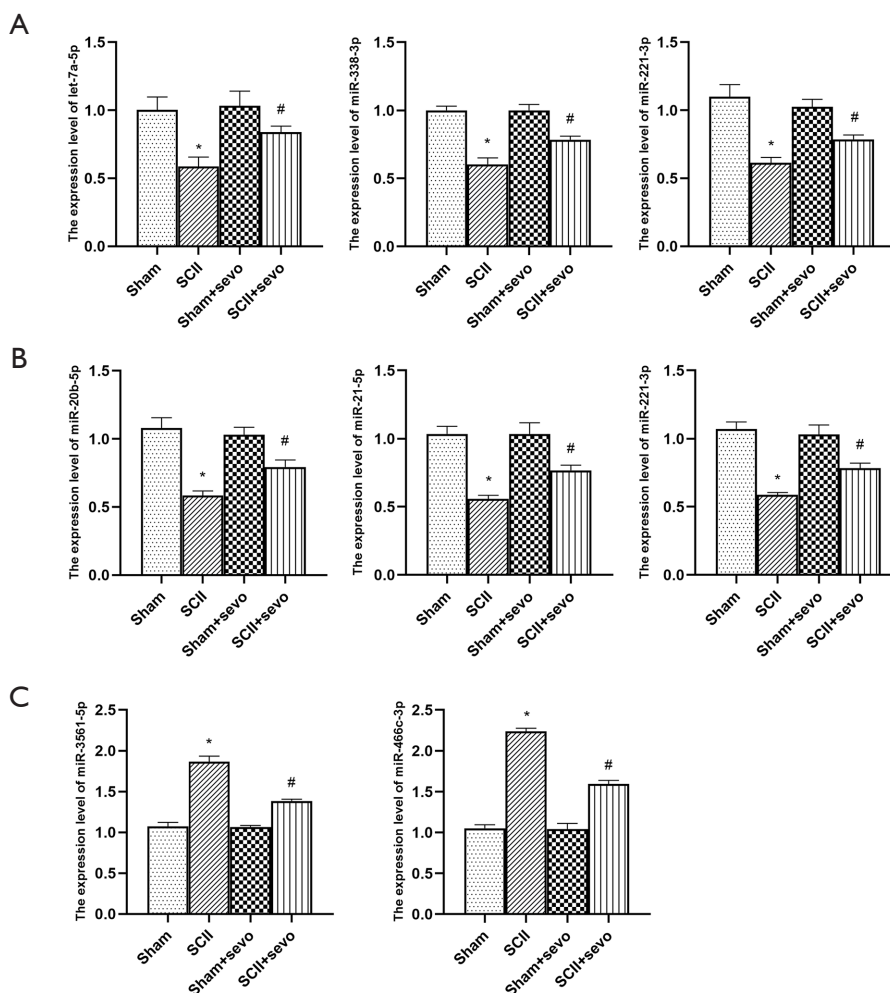 A
The expression level of let-7a-5p
1.5
1.0
0.5
0.0
*
#
Sham
SCII
Sham+sevo
SCII+sevo
The expression level of miR-338-3p
1.5
1.0
0.5
0.0
*
#
Sham
SCII
Sham+sevo
SCII+sevo
The expression level of miR-221-3p
1.5
1.0
0.5
0.0
*
#
Sham
SCII
Sham+sevo
SCII+sevo
B
The expression level of miR-20b-5p
1.5
1.0
0.5
0.0
*
#
Sham
SCII
Sham+sevo
SCII+sevo
The expression level of miR-21-5p
1.5
1.0
0.5
0.0
*
#
Sham
SCII
Sham+sevo
SCII+sevo
The expression level of miR-221-3p
1.5
1.0
0.5
0.0
*
#
Sham
SCII
Sham+sevo
SCII+sevo
C
The expression level of miR-3561-5p
2.5
2.0
1.5
1.0
0.5
0.0
*
#
Sham
SCII
Sham+sevo
SCII+sevo
The expression level of miR-466c-3p
2.5
2.0
1.5
1.0
0.5
0.0
*
#
Sham
SCII
Sham+sevo
SCII+sevo